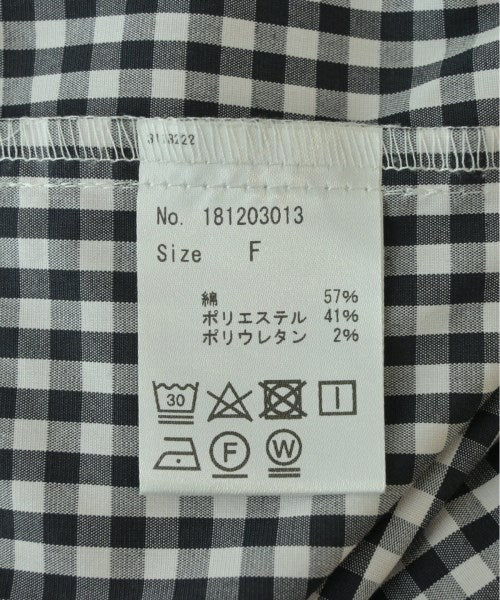 No. 181203013
Size F
綿 57%
ポリエステル 41%
ポリウレタン 2%
30
F W